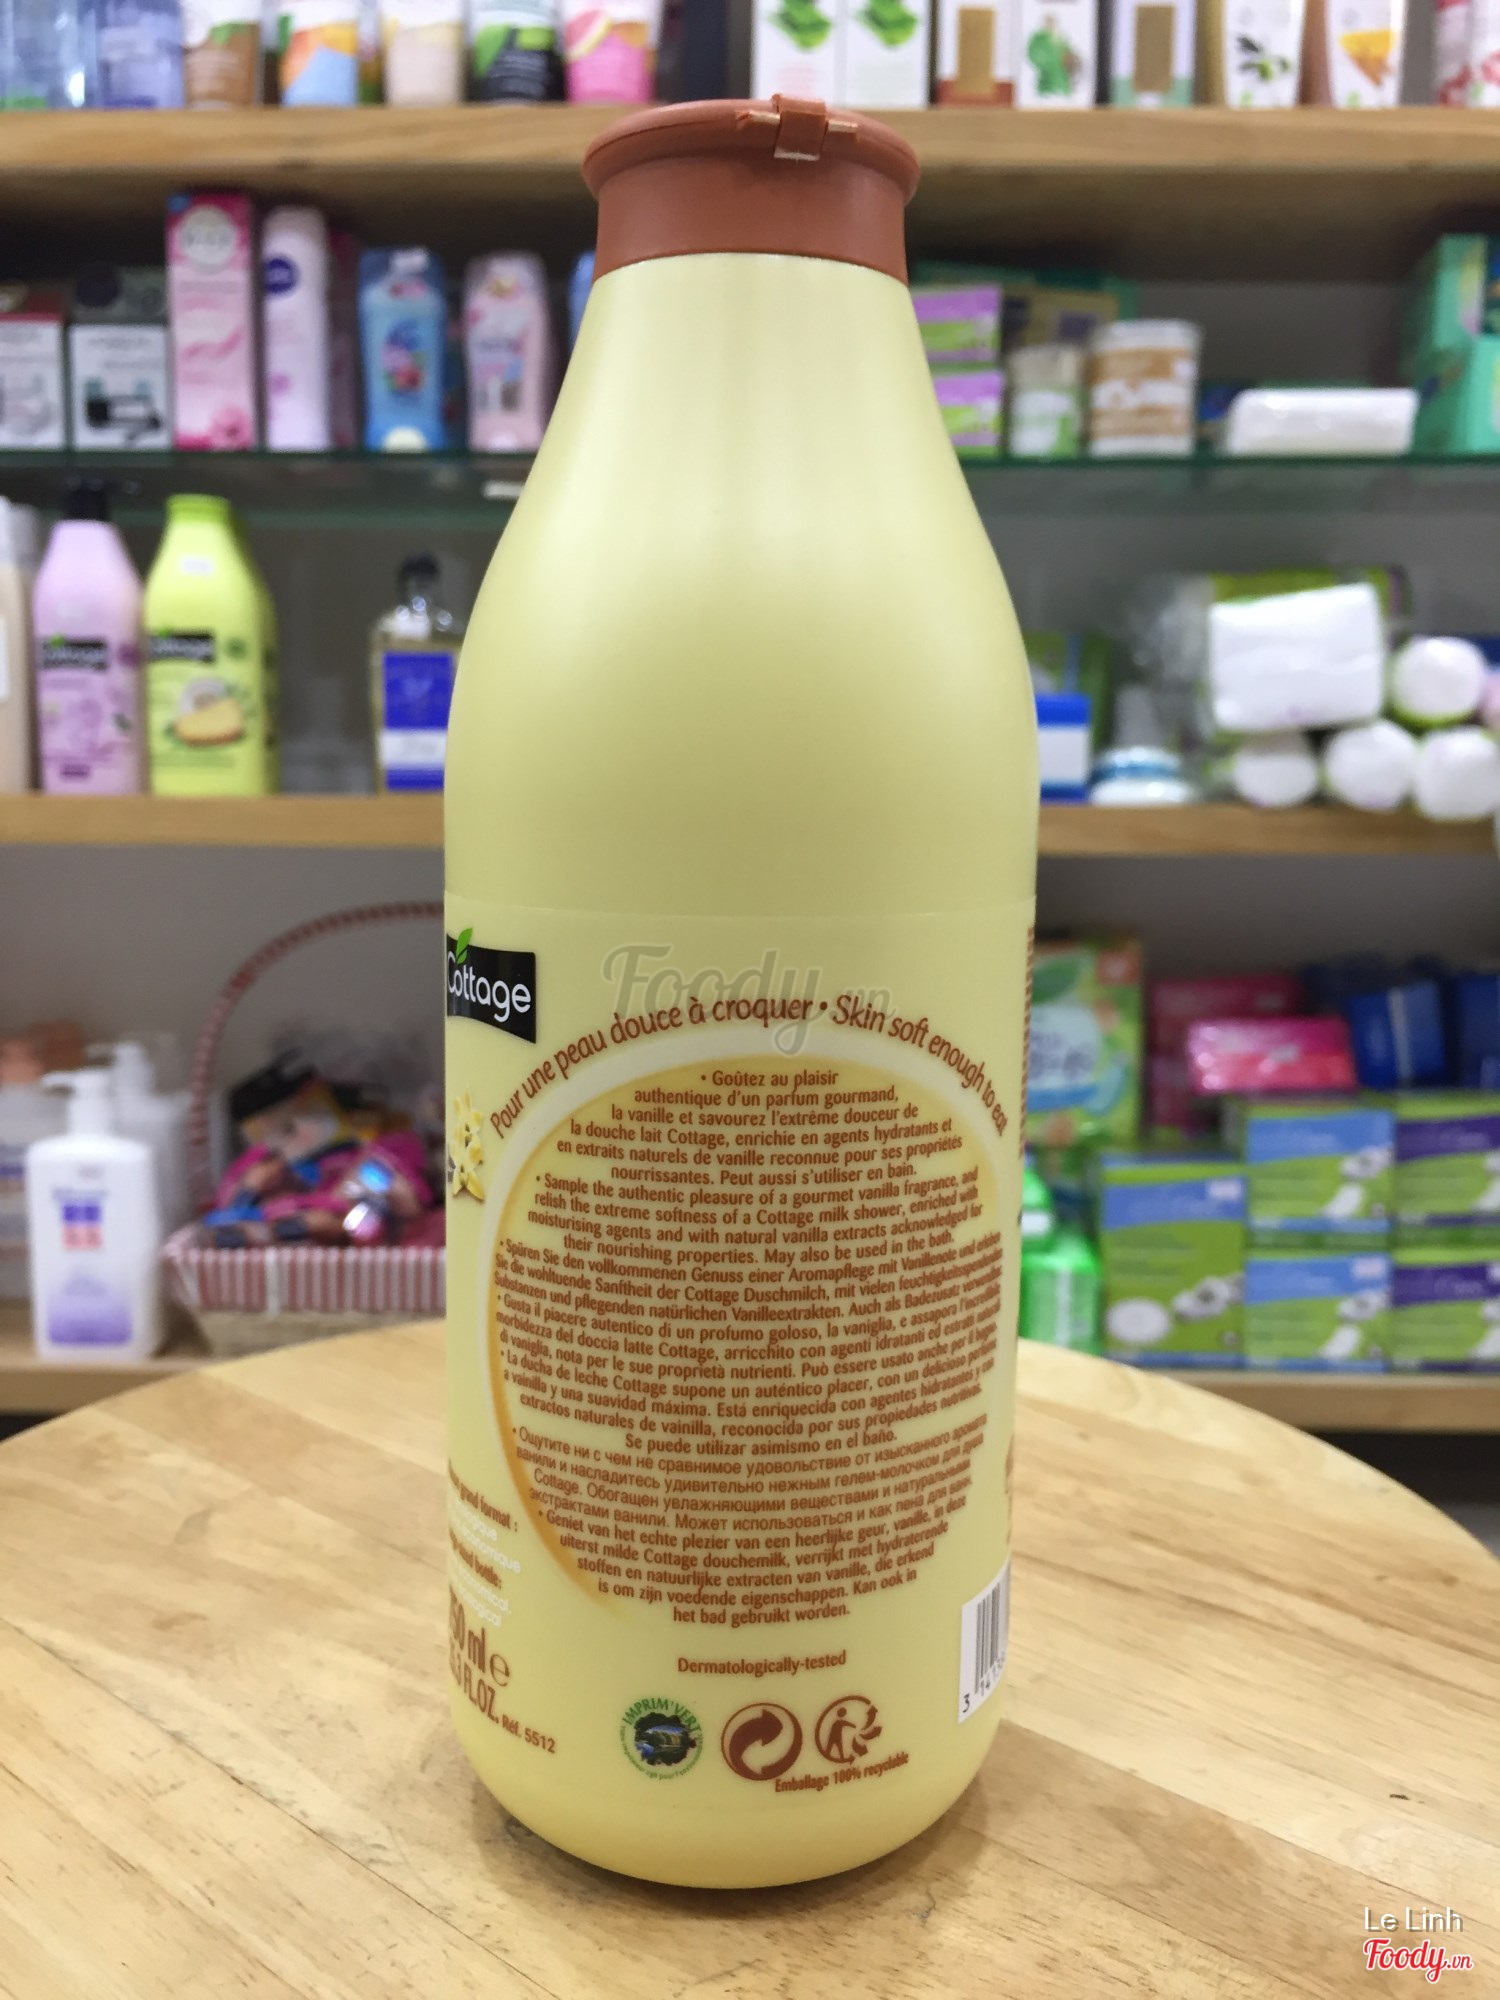 Cottage
Pour une peau douce à croquer • Skin soft enough to eat
• Goûtez au plaisir
authentique d'un parfum gourmand,
la vanille et savourez l'extrême douceur de
la douche lait Cottage, enrichie en agents hydratants et
en extraits naturels de vanille reconnue pour ses propriétés
nourrissantes. Peut aussi s'utiliser en bain.
• Sample the authentic pleasure of a gourmet vanilla fragrance, and
relish the extreme softness of a Cottage milk shower, enriched with
moisturising agents and with natural vanilla extracts acknowledged for
their nourishing properties. May also be used in the bath.
• Spüren Sie den vollkommenen Genuss einer Aromapflege mit Vanillenote und erleben
Sie die wohltuende Sanftheit der Cottage Duschmilch, mit vielen feuchtigkeitsspendenden
Substanzen und pflegenden natürlichen Vanilleextrakten. Auch als Badezusatz verwendbar.
• Gusta il piacere autentico di un profumo goloso, la vaniglia, e assapora l'incredibile
morbidezza del doccia latte Cottage, arricchito con agenti idratanti ed estratti naturali
di vaniglia, nota per le sue proprietà nutrienti. Può essere usato anche per il bagno.
• La ducha de leche Cottage supone un auténtico placer, con un delicioso perfume
a vainilla y una suavidad máxima. Está enriquecida con agentes hidratantes y con
extractos naturales de vainilla, reconocida por sus propiedades nutritivas.
Se puede utilizar asimismo en el baño.
• Ощутите ни с чем не сравнимое удовольствие от изысканного аромата
ванили и насладитесь удивительно нежным гелем-молочком для душа
Cottage. Обогащен увлажняющими веществами и натуральными
экстрактами ванили. Может использоваться и как пена для ванн.
• Geniet van het echte plezier van een heerlijke geur, vanille, in deze
uiterst milde Cottage douchemilk, verrijkt met hydraterende
stoffen en natuurlijke extracten van vanille, die erkend
is om zijn voedende eigenschappen. Kan ook in
het bad gebruikt worden.
grand format :
bottle:
50 ml e
FL.OZ. Réf. 5512
Dermatologically-tested
IMPRIM'VERT
Emballage 100% recyclable
Foody.vn
Cottage
Cottage
Le Linh
Foody.vn